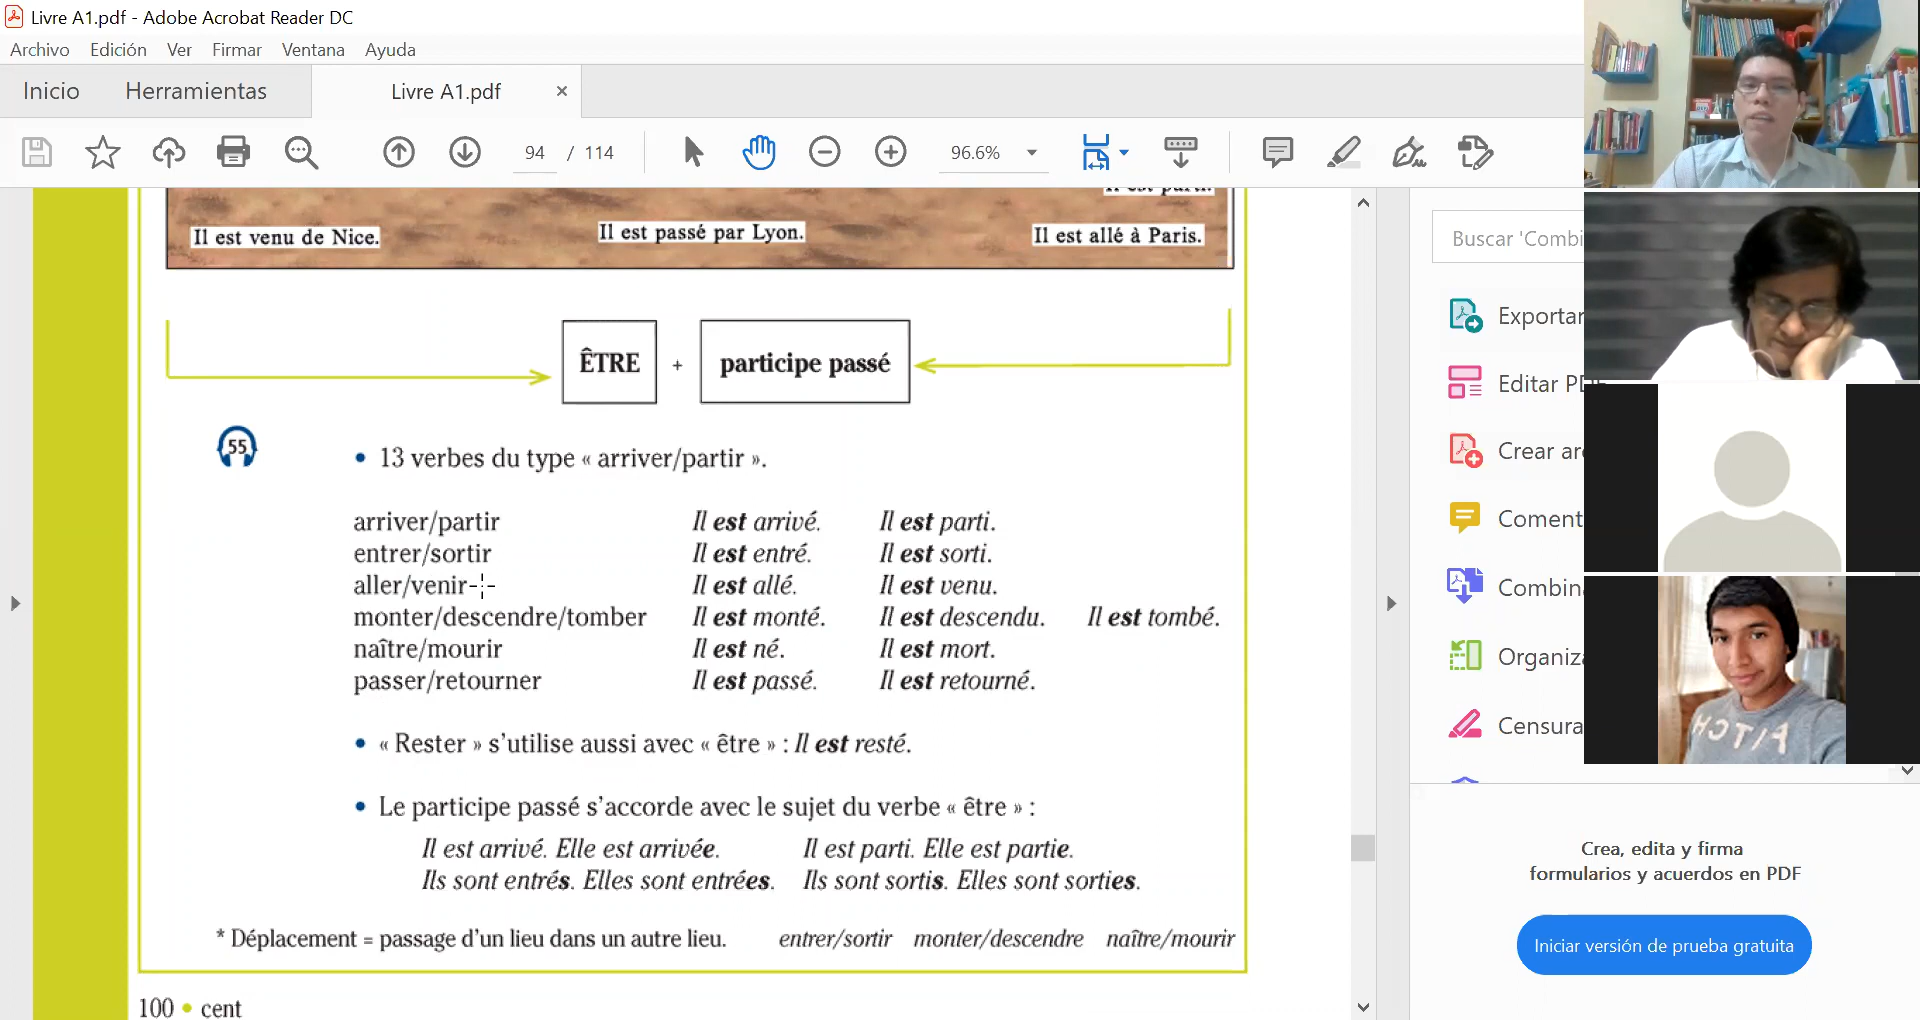 Livre A1.pdf - Adobe Acrobat Reader DC
Archivo Edición Ver Firmar Ventana Ayuda
Inicio Herramientas Livre A1.pdf ×
94 / 114 96.6%
Il est parti.
Il est venu de Nice. Il est passé par Lyon. Il est allé à Paris.
ÊTRE + participe passé
55
• 13 verbes du type « arriver/partir ».
arriver/partir Il est arrivé. Il est parti.
entrer/sortir Il est entré. Il est sorti.
aller/venir Il est allé. Il est venu.
monter/descendre/tomber Il est monté. Il est descendu. Il est tombé.
naître/mourir Il est né. Il est mort.
passer/retourner Il est passé. Il est retourné.
• « Rester » s’utilise aussi avec « être » : Il est resté.
• Le participe passé s’accorde avec le sujet du verbe « être » :
Il est arrivé. Elle est arrivée. Il est parti. Elle est partie.
Ils sont entrés. Elles sont entrées. Ils sont sortis. Elles sont sorties.
* Déplacement = passage d’un lieu dans un autre lieu. entrer/sortir monter/descendre naître/mourir
100 • cent
Buscar 'Combi
Exportar
Editar PDF
Crear arc
Coment
Combina
Organiza
Censura
Crea, edita y firma
formularios y acuerdos en PDF
Iniciar versión de prueba gratuita